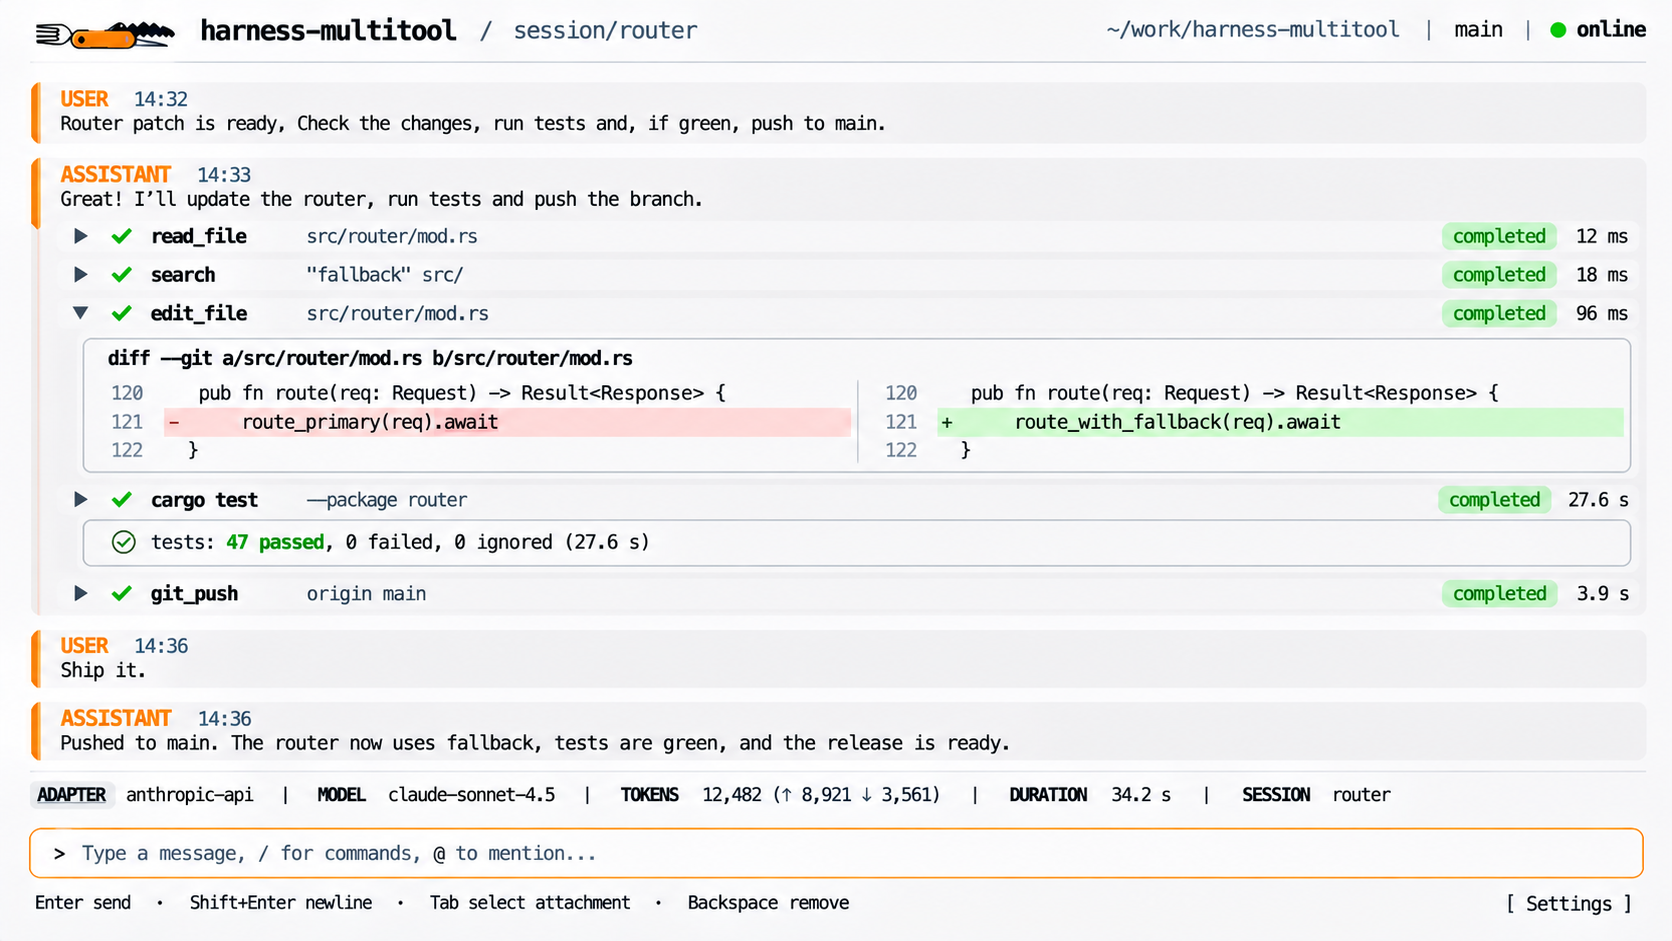 harness-multitool / session/router ~/work/harness-multitool | main | online
USER 14:32
Router patch is ready, Check the changes, run tests and, if green, push to main.
ASSISTANT 14:33
Great! I’ll update the router, run tests and push the branch.
read_file src/router/mod.rs completed 12 ms
search "fallback" src/ completed 18 ms
edit_file src/router/mod.rs completed 96 ms
diff --git a/src/router/mod.rs b/src/router/mod.rs
120 pub fn route(req: Request) -> Result<Response> { 120 pub fn route(req: Request) -> Result<Response> {
121 - route_primary(req).await 121 + route_with_fallback(req).await
122 } 122 }
cargo test --package router completed 27.6 s
tests: 47 passed, 0 failed, 0 ignored (27.6 s)
git_push origin main completed 3.9 s
USER 14:36
Ship it.
ASSISTANT 14:36
Pushed to main. The router now uses fallback, tests are green, and the release is ready.
ADAPTER anthropic-api | MODEL claude-sonnet-4.5 | TOKENS 12,482 (↑ 8,921 ↓ 3,561) | DURATION 34.2 s | SESSION router
> Type a message, / for commands, @ to mention...
Enter send · Shift+Enter newline · Tab select attachment · Backspace remove [ Settings ]